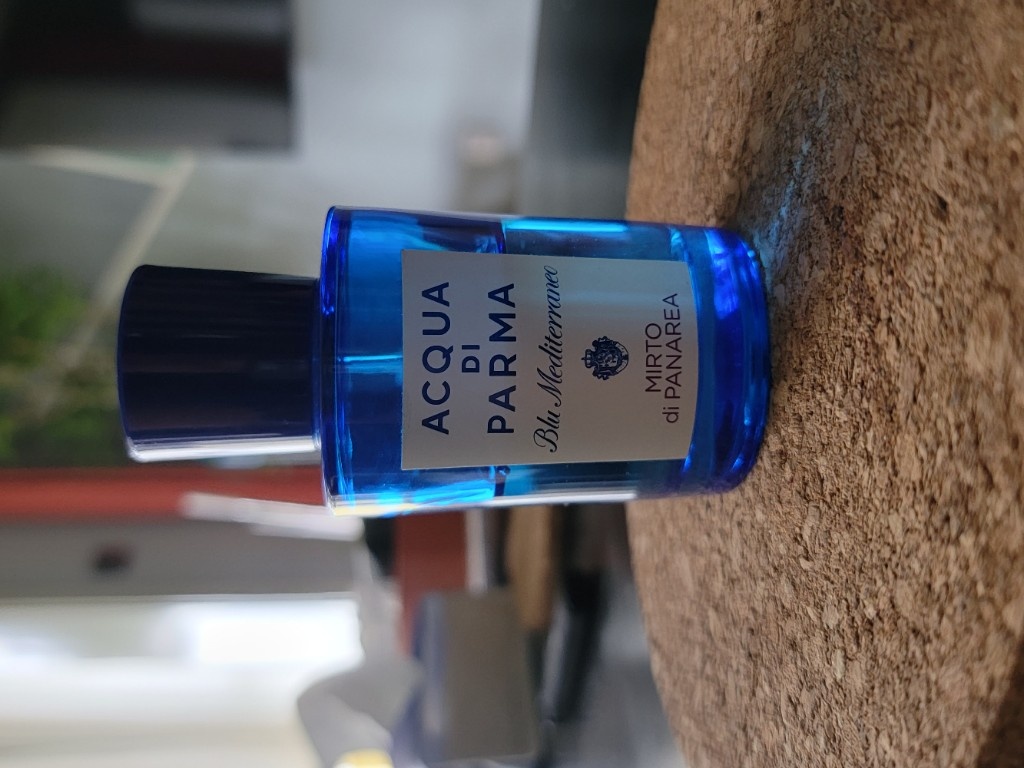 ACQUA
DI
PARMA
Blu Mediterraneo
MIRTO
di PANAREA